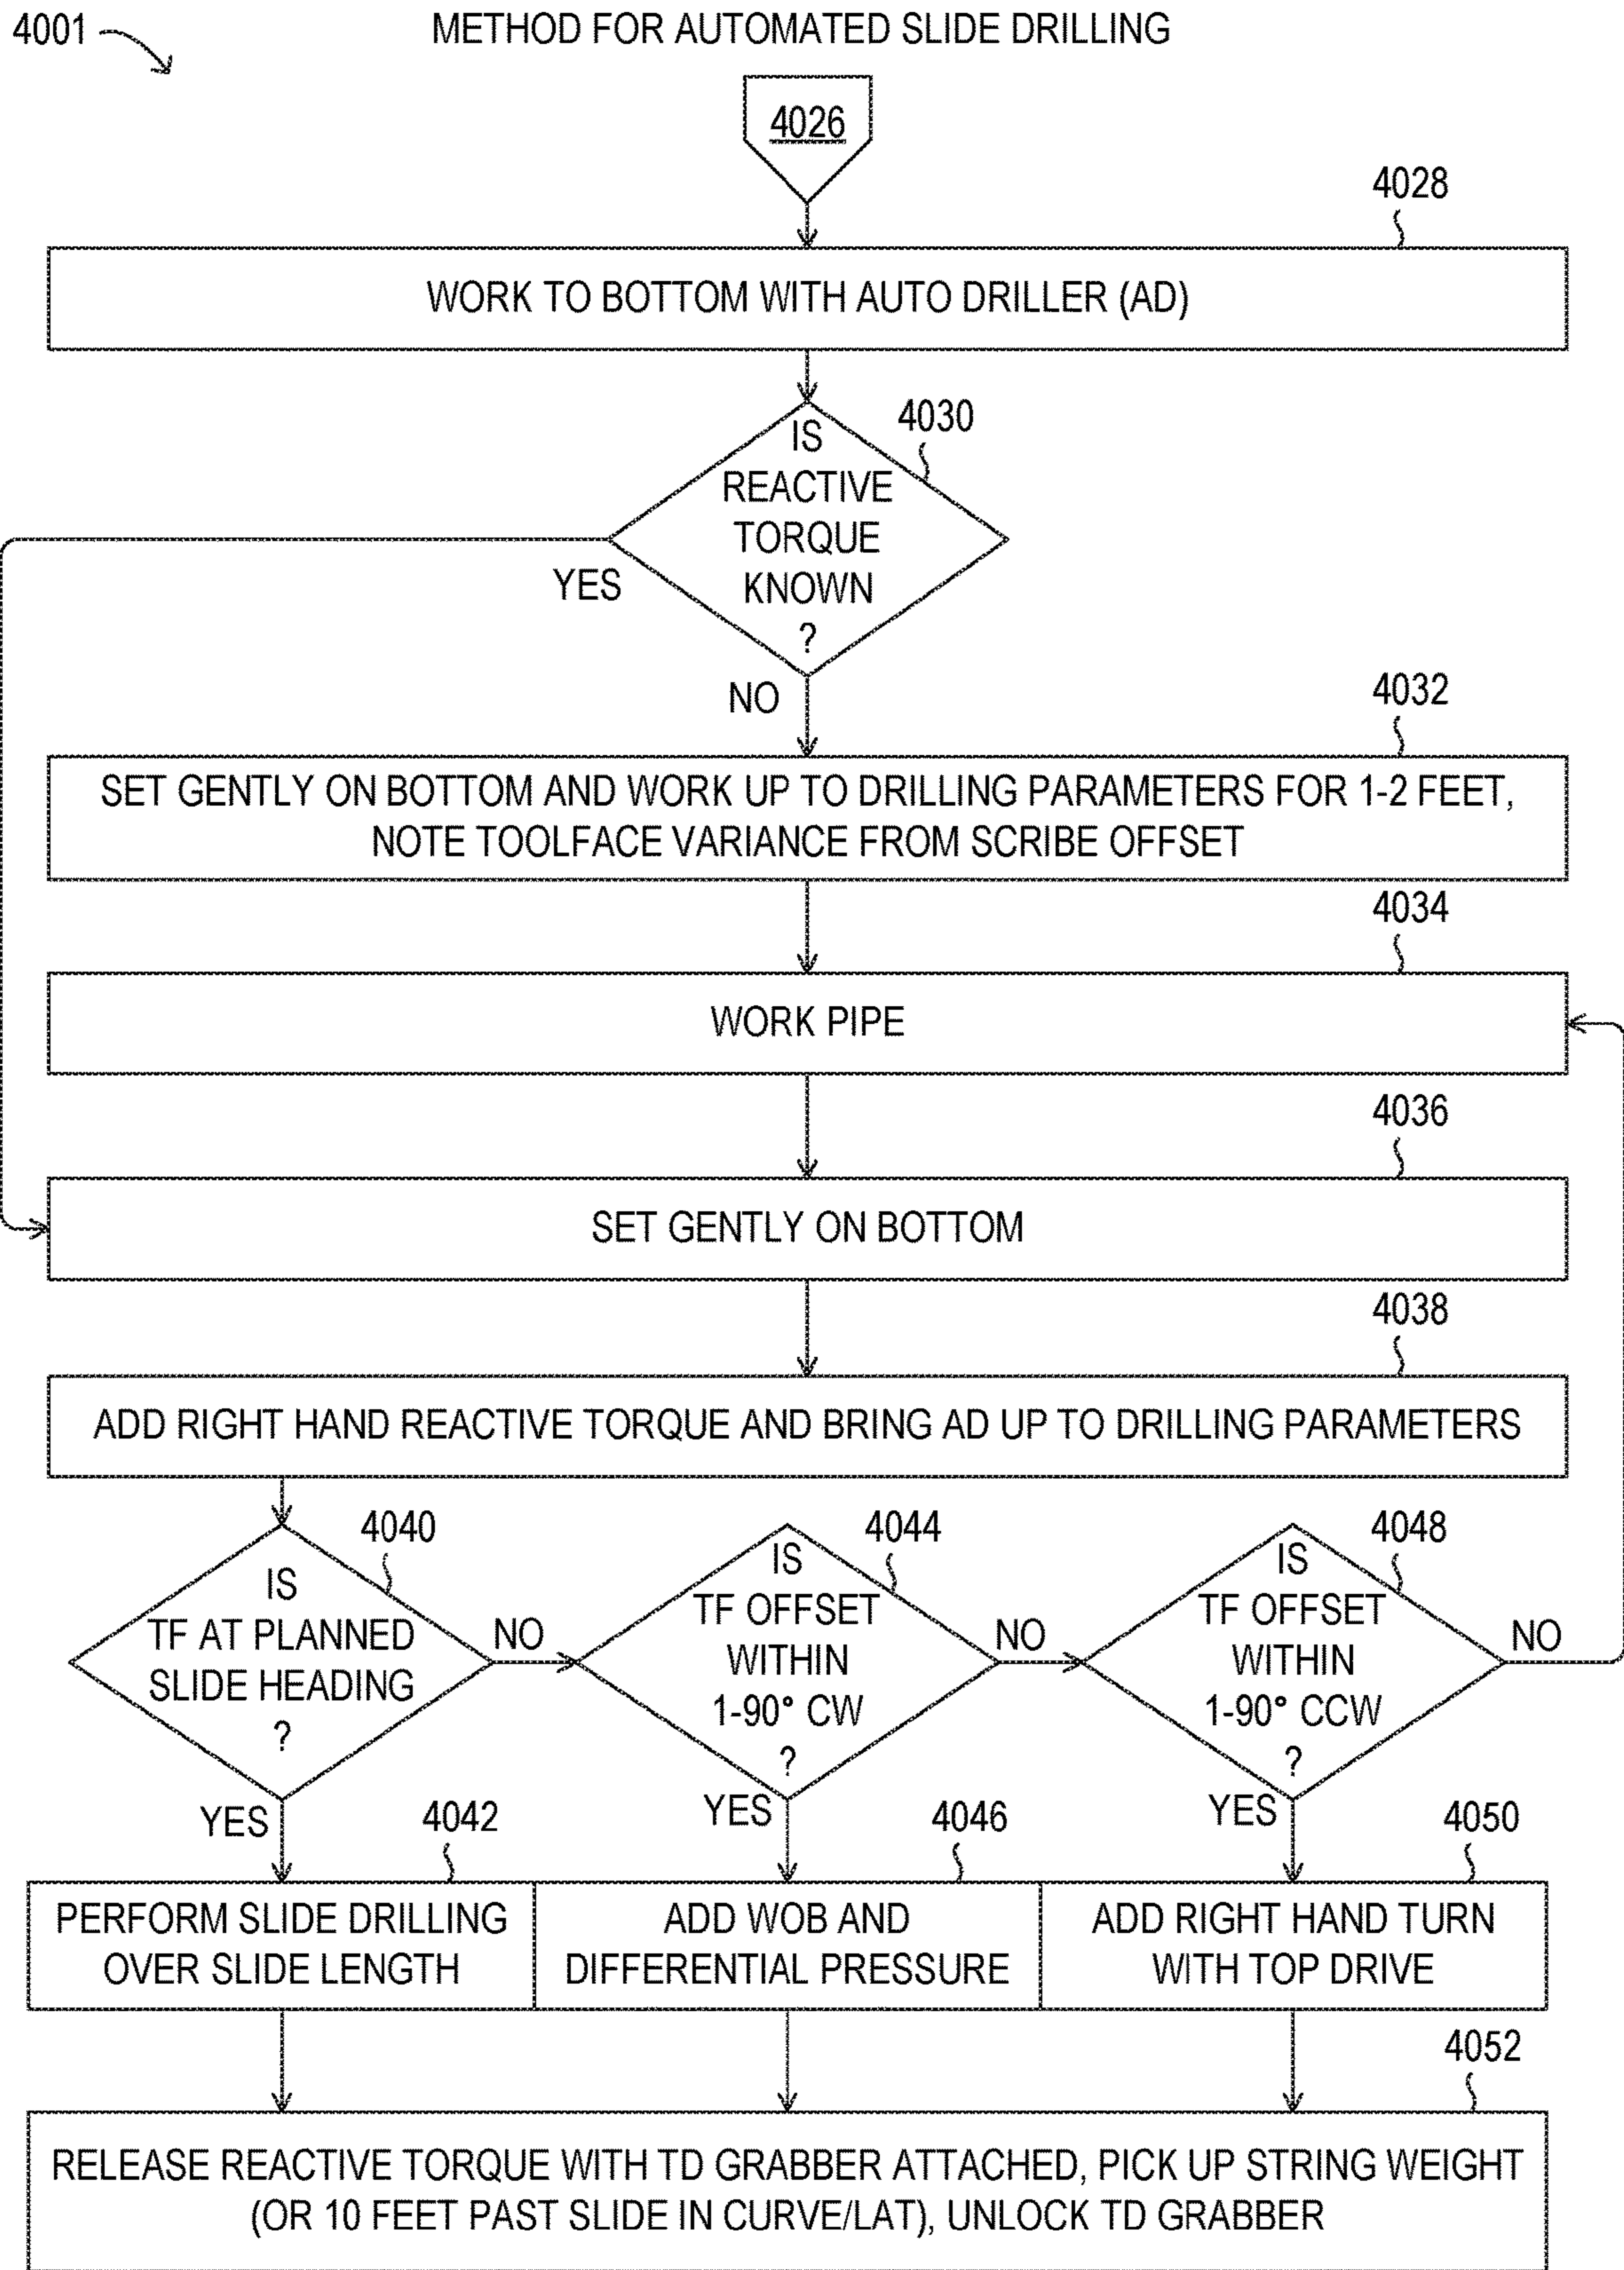 4001
METHOD FOR AUTOMATED SLIDE DRILLING
4026
4028
WORK TO BOTTOM WITH AUTO DRILLER (AD)
4030
IS
REACTIVE
TORQUE
KNOWN
?
YES
NO
4032
SET GENTLY ON BOTTOM AND WORK UP TO DRILLING PARAMETERS FOR 1-2 FEET,
NOTE TOOLFACE VARIANCE FROM SCRIBE OFFSET
4034
WORK PIPE
4036
SET GENTLY ON BOTTOM
4038
ADD RIGHT HAND REACTIVE TORQUE AND BRING AD UP TO DRILLING PARAMETERS
4040
IS
TF AT PLANNED
SLIDE HEADING
?
NO
YES
4044
IS
TF OFFSET
WITHIN
1-90° CW
?
NO
YES
4048
IS
TF OFFSET
WITHIN
1-90° CCW
?
NO
YES
4042
PERFORM SLIDE DRILLING
OVER SLIDE LENGTH
4046
ADD WOB AND
DIFFERENTIAL PRESSURE
4050
ADD RIGHT HAND TURN
WITH TOP DRIVE
4052
RELEASE REACTIVE TORQUE WITH TD GRABBER ATTACHED, PICK UP STRING WEIGHT
(OR 10 FEET PAST SLIDE IN CURVE/LAT), UNLOCK TD GRABBER